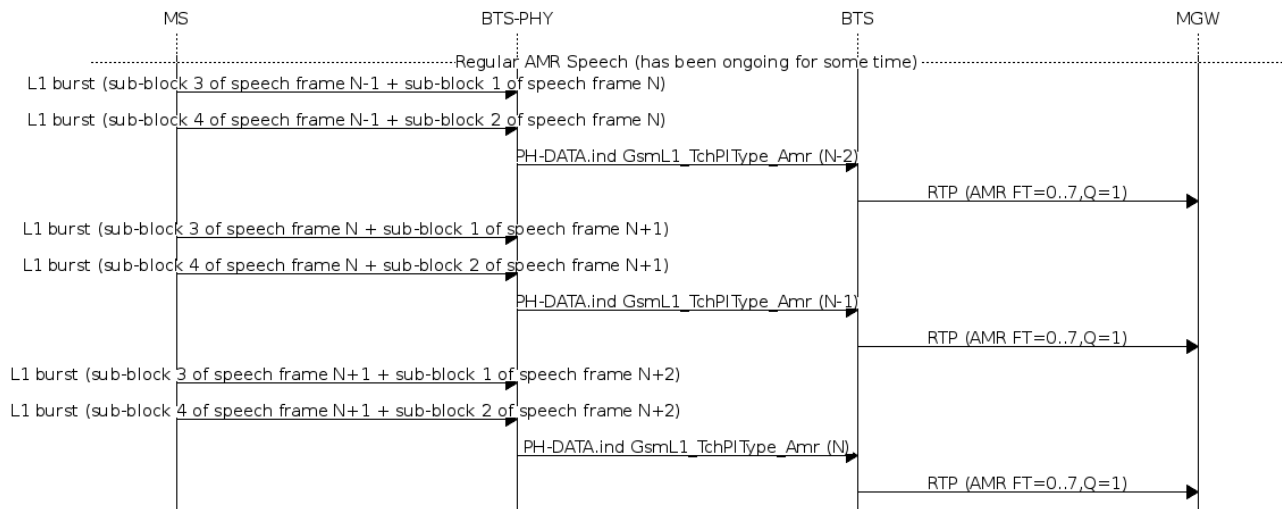 MS BTS-PHY BTS MGW
Regular AMR Speech (has been ongoing for some time)
L1 burst (sub-block 3 of speech frame N-1 + sub-block 1 of speech frame N)
L1 burst (sub-block 4 of speech frame N-1 + sub-block 2 of speech frame N)
PH-DATA.ind GsmL1_TchPlType_Amr (N-2)
RTP (AMR FT=0..7,Q=1)
L1 burst (sub-block 3 of speech frame N + sub-block 1 of speech frame N+1)
L1 burst (sub-block 4 of speech frame N + sub-block 2 of speech frame N+1)
PH-DATA.ind GsmL1_TchPlType_Amr (N-1)
RTP (AMR FT=0..7,Q=1)
L1 burst (sub-block 3 of speech frame N+1 + sub-block 1 of speech frame N+2)
L1 burst (sub-block 4 of speech frame N+1 + sub-block 2 of speech frame N+2)
PH-DATA.ind GsmL1_TchPlType_Amr (N)
RTP (AMR FT=0..7,Q=1)